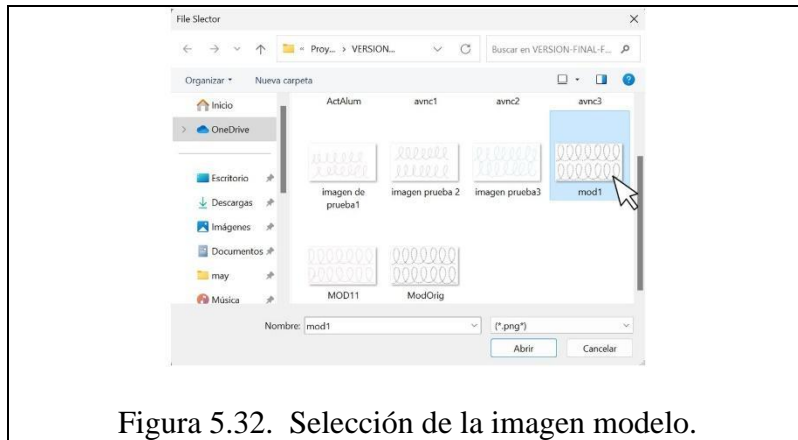 File Slector
« Proy... › VERSION...
Buscar en VERSION-FINAL-F...
Organizar
Nueva carpeta
Inicio
OneDrive
Escritorio
Descargas
Imágenes
Documentos
may
Música
ActAlum
avnc1
avnc2
avnc3
imagen de
prueba1
imagen prueba 2
imagen prueba3
mod1
MOD11
ModOrig
Nombre: mod1
(*.png*)
Abrir
Cancelar
Figura 5.32. Selección de la imagen modelo.